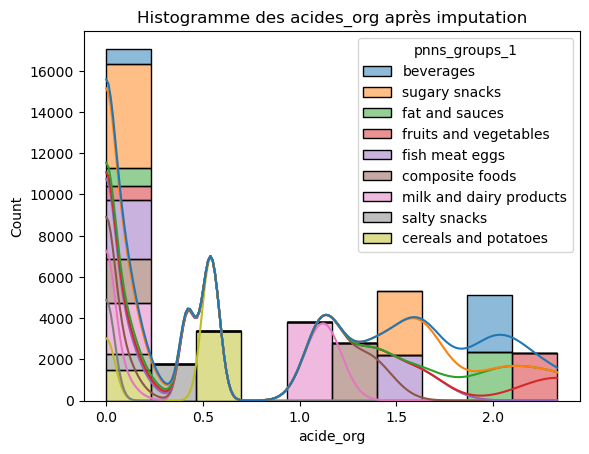 Histogramme des acides_org après imputation
pnns_groups_1
beverages
sugary snacks
fat and sauces
fruits and vegetables
fish meat eggs
composite foods
milk and dairy products
salty snacks
cereals and potatoes
Count
16000
14000
12000
10000
8000
6000
4000
2000
0
0.0 0.5 1.0 1.5 2.0
acide_org